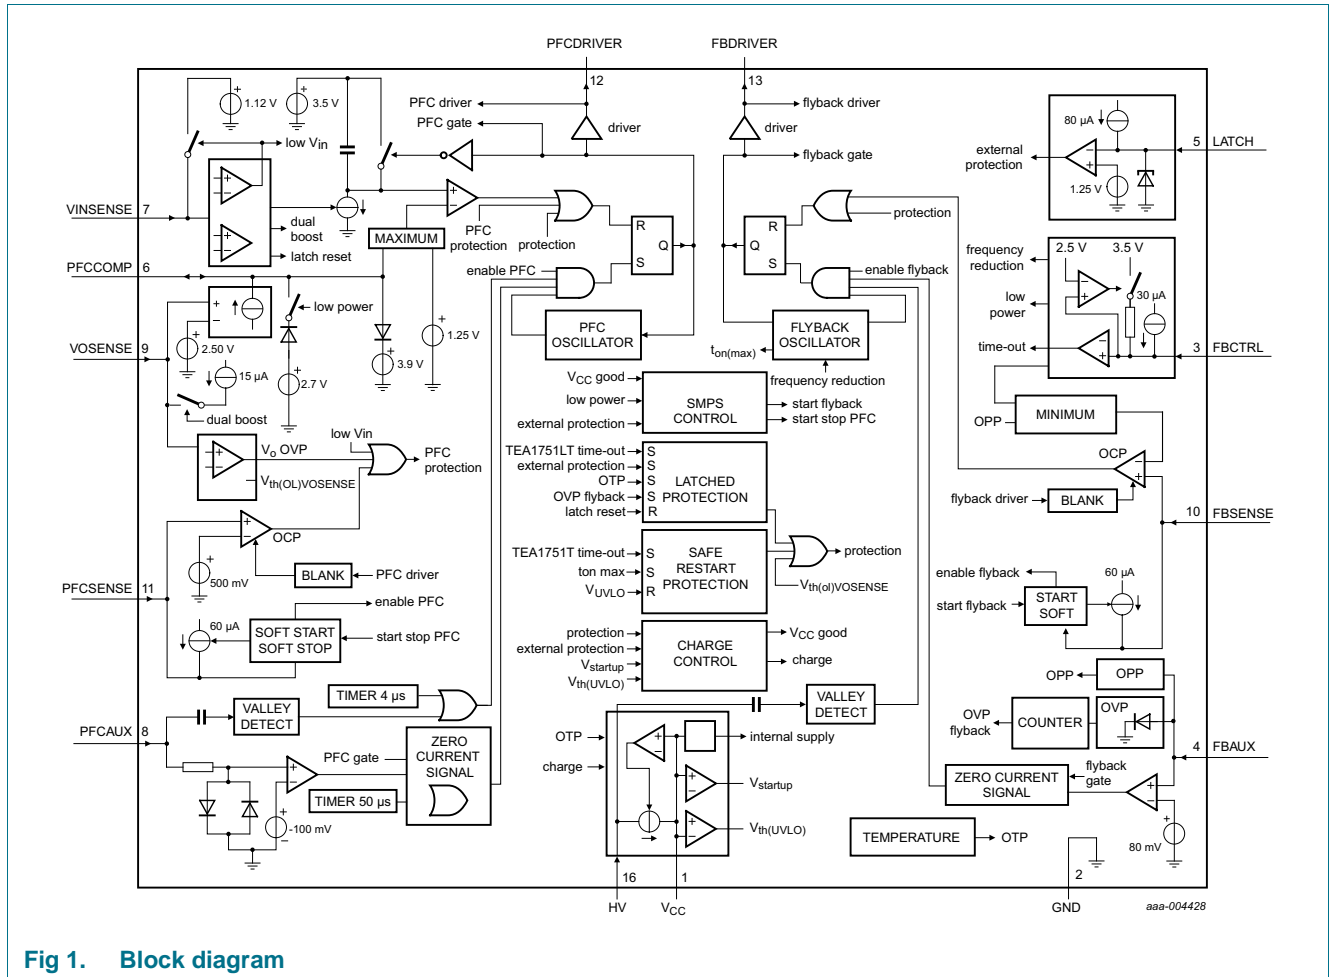 PFCDRIVER
FBDRIVER
12
13
1.12 V
3.5 V
PFC driver
PFC gate
driver
flyback driver
driver
flyback gate
low Vin
80 µA
5 LATCH
external
protection
1.25 V
VINSENSE 7
dual
boost
latch reset
MAXIMUM
PFC
protection
protection
R
Q
S
R
Q
S
protection
enable PFC
enable flyback
PFCCOMP 6
low power
2.50 V
VOSENSE 9
15 µA
2.7 V
dual boost
3.9 V
1.25 V
PFC
OSCILLATOR
FLYBACK
OSCILLATOR
ton(max)
frequency reduction
frequency
reduction
2.5 V
3.5 V
low
power
30 µA
time-out
3 FBCTRL
VCC good
low power
external protection
SMPS
CONTROL
start flyback
start stop PFC
OPP
MINIMUM
low Vin
Vo OVP
Vth(OL)VOSENSE
PFC
protection
TEA1751LT time-out
external protection
OTP
OVP flyback
latch reset
S
S
S
S
R
LATCHED
PROTECTION
OCP
flyback driver
BLANK
10 FBSENSE
OCP
500 mV
BLANK
PFC driver
PFCSENSE 11
TEA1751T time-out
ton max
VUVLO
S
S
R
SAFE
RESTART
PROTECTION
protection
Vth(ol)VOSENSE
enable flyback
start flyback
START
SOFT
60 µA
enable PFC
60 µA
SOFT START
SOFT STOP
start stop PFC
protection
external protection
Vstartup
Vth(UVLO)
CHARGE
CONTROL
VCC good
charge
OPP
OPP
TIMER 4 µs
VALLEY
DETECT
VALLEY
DETECT
OVP
flyback
COUNTER
OVP
PFCAUX 8
4 FBAUX
PFC gate
ZERO
CURRENT
SIGNAL
TIMER 50 µs
-100 mV
OTP
charge
internal supply
Vstartup
Vth(UVLO)
ZERO CURRENT
SIGNAL
flyback
gate
80 mV
TEMPERATURE
OTP
16
1
2
HV
VCC
GND
aaa-004428
Fig 1. Block diagram